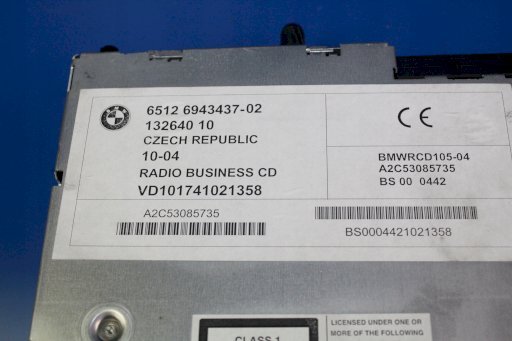 BMW
6512 6943437-02
132640 10
CZECH REPUBLIC
10-04
RADIO BUSINESS CD
VD101741021358
A2C53085735
CE
BMWRCD105-04
A2C53085735
BS 00 0442
BS0004421021358
CLASS 1
LICENSED UNDER ONE OR
MORE OF THE FOLLOWING